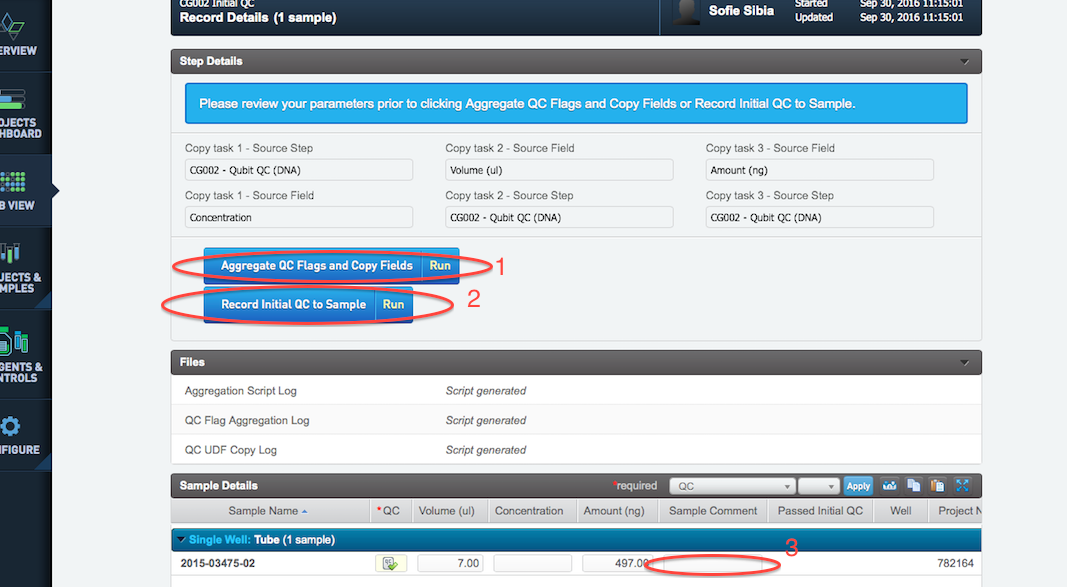 CG002 Initial QC
Record Details (1 sample)
Sofie Sibia
Started Sep 30, 2016 11:15:01
Updated Sep 30, 2016 11:15:01
ERVIEW
OJECTS
HBOARD
B VIEW
JECTS &
MPLES
GENTS &
NTROLS
NFIGURE
Step Details
Please review your parameters prior to clicking Aggregate QC Flags and Copy Fields or Record Initial QC to Sample.
Copy task 1 - Source Step
CG002 - Qubit QC (DNA)
Copy task 2 - Source Field
Volume (ul)
Copy task 3 - Source Field
Amount (ng)
Copy task 1 - Source Field
Concentration
Copy task 2 - Source Step
CG002 - Qubit QC (DNA)
Copy task 3 - Source Step
CG002 - Qubit QC (DNA)
Aggregate QC Flags and Copy Fields Run 1
Record Initial QC to Sample Run 2
Files
Aggregation Script Log Script generated
QC Flag Aggregation Log Script generated
QC UDF Copy Log Script generated
Sample Details *required QC Apply
Sample Name *QC Volume (ul) Concentration Amount (ng) Sample Comment Passed Initial QC Well Project N
Single Well: Tube (1 sample) 3
2015-03475-02 7.00 497.00 782164